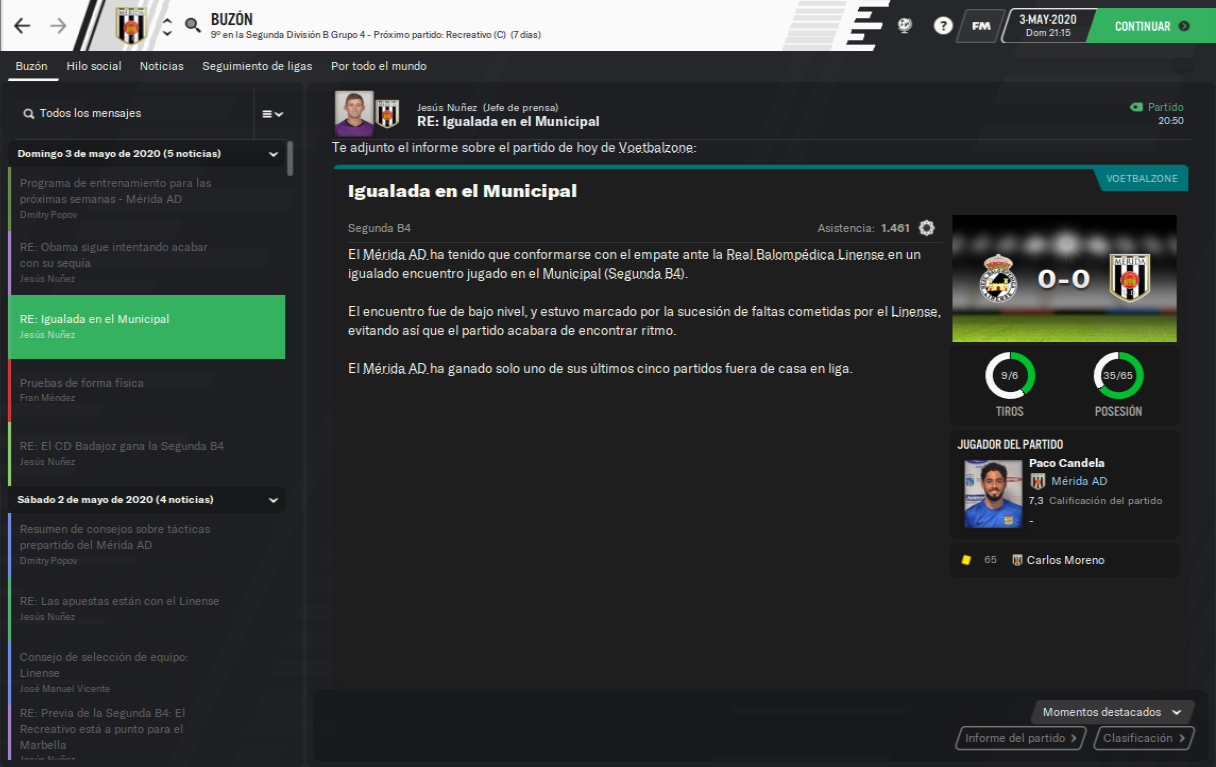 BUZÓN
9º en la Segunda División B Grupo 4 - Próximo partido: Recreativo (C) (7 días)
FM
3-MAY-2020
Dom 21:15
CONTINUAR
Buzón
Hilo social
Noticias
Seguimiento de ligas
Por todo el mundo
Todos los mensajes
Domingo 3 de mayo de 2020 (5 noticias)
Programa de entrenamiento para las
próximas semanas - Mérida AD
Dmitry Popov
RE: Obama sigue intentando acabar
con su sequía
Jesús Nuñez
RE: Igualada en el Municipal
Jesús Nuñez
Pruebas de forma física
Fran Méndez
RE: El CD Badajoz gana la Segunda B4
Jesús Nuñez
Sábado 2 de mayo de 2020 (4 noticias)
Resumen de consejos sobre tácticas
prepartido del Mérida AD
Dmitry Popov
RE: Las apuestas están con el Linense
Jesús Nuñez
Consejo de selección de equipo:
Linense
José Manuel Vicente
RE: Previa de la Segunda B4: El
Recreativo está a punto para el
Marbella
Jesús Nuñez
Jesús Nuñez (Jefe de prensa)
RE: Igualada en el Municipal
Partido
20:50
Te adjunto el informe sobre el partido de hoy de Voetbalzone:
VOETBALZONE
Igualada en el Municipal
Segunda B4
Asistencia: 1.461
El Mérida AD ha tenido que conformarse con el empate ante la Real Balompédica Linense en un
igualado encuentro jugado en el Municipal (Segunda B4).
El encuentro fue de bajo nivel, y estuvo marcado por la sucesión de faltas cometidas por el Linense,
evitando así que el partido acabara de encontrar ritmo.
El Mérida AD ha ganado solo uno de sus últimos cinco partidos fuera de casa en liga.
0-0
MÉRIDA
9/6
TIROS
35/65
POSESIÓN
JUGADOR DEL PARTIDO
Paco Candela
Mérida AD
7,3 Calificación del partido
-
65
Carlos Moreno
Momentos destacados
Informe del partido
Clasificación